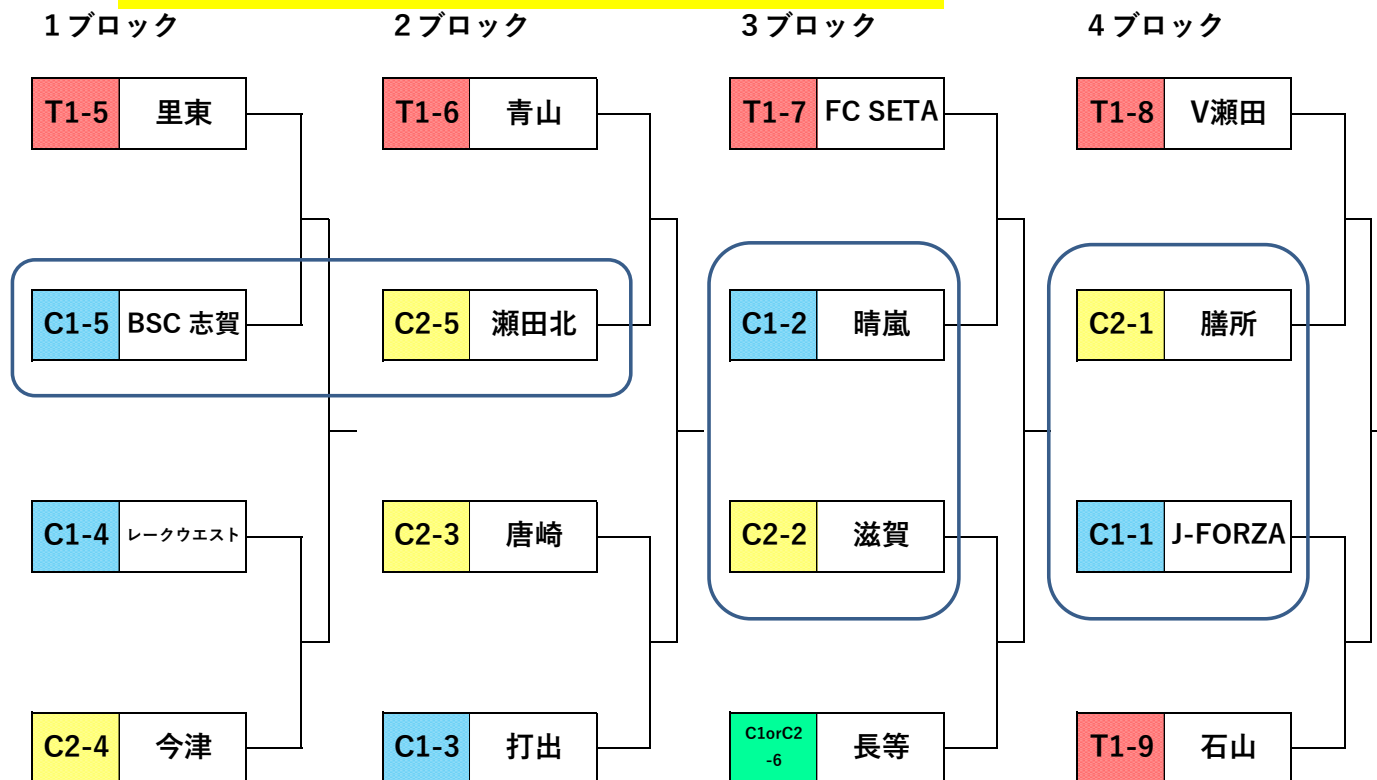 1ブロック 2ブロック 3ブロック 4ブロック
T1-5 里東 T1-6 青山 T1-7 FC SETA T1-8 V瀬田
C1-5 BSC 志賀 C2-5 瀬田北 C1-2 晴嵐 C2-1 膳所
C1-4 レークウエスト C2-3 唐崎 C2-2 滋賀 C1-1 J-FORZA
C2-4 今津 C1-3 打出 C1orC2 長等 T1-9 石山
-6